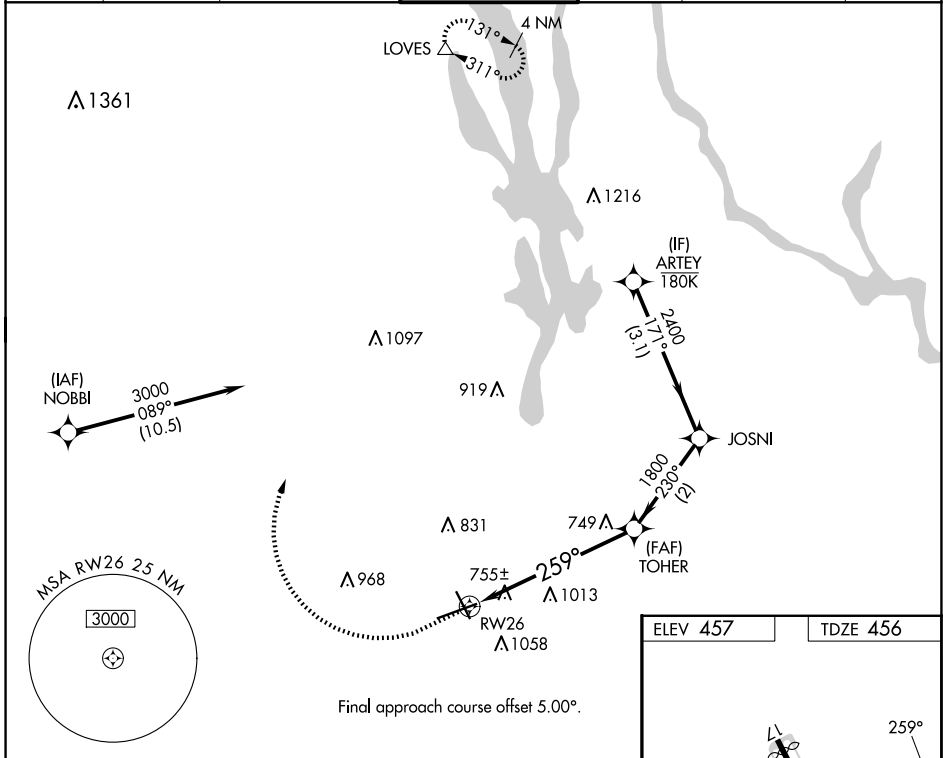 4 NM
131°
LOVES
311°
1361
1216
(IF)
ARTEY
180K
2400
171°
(3.1)
1097
(IAF)
NOBBI
3000
089°
(10.5)
919
JOSNI
1800
230°
(2)
831
749
(FAF)
TOHER
259°
755±
968
1013
RW26
1058
MSA RW26 25 NM
3000
ELEV 457
TDZE 456
Final approach course offset 5.00°.
17
259°